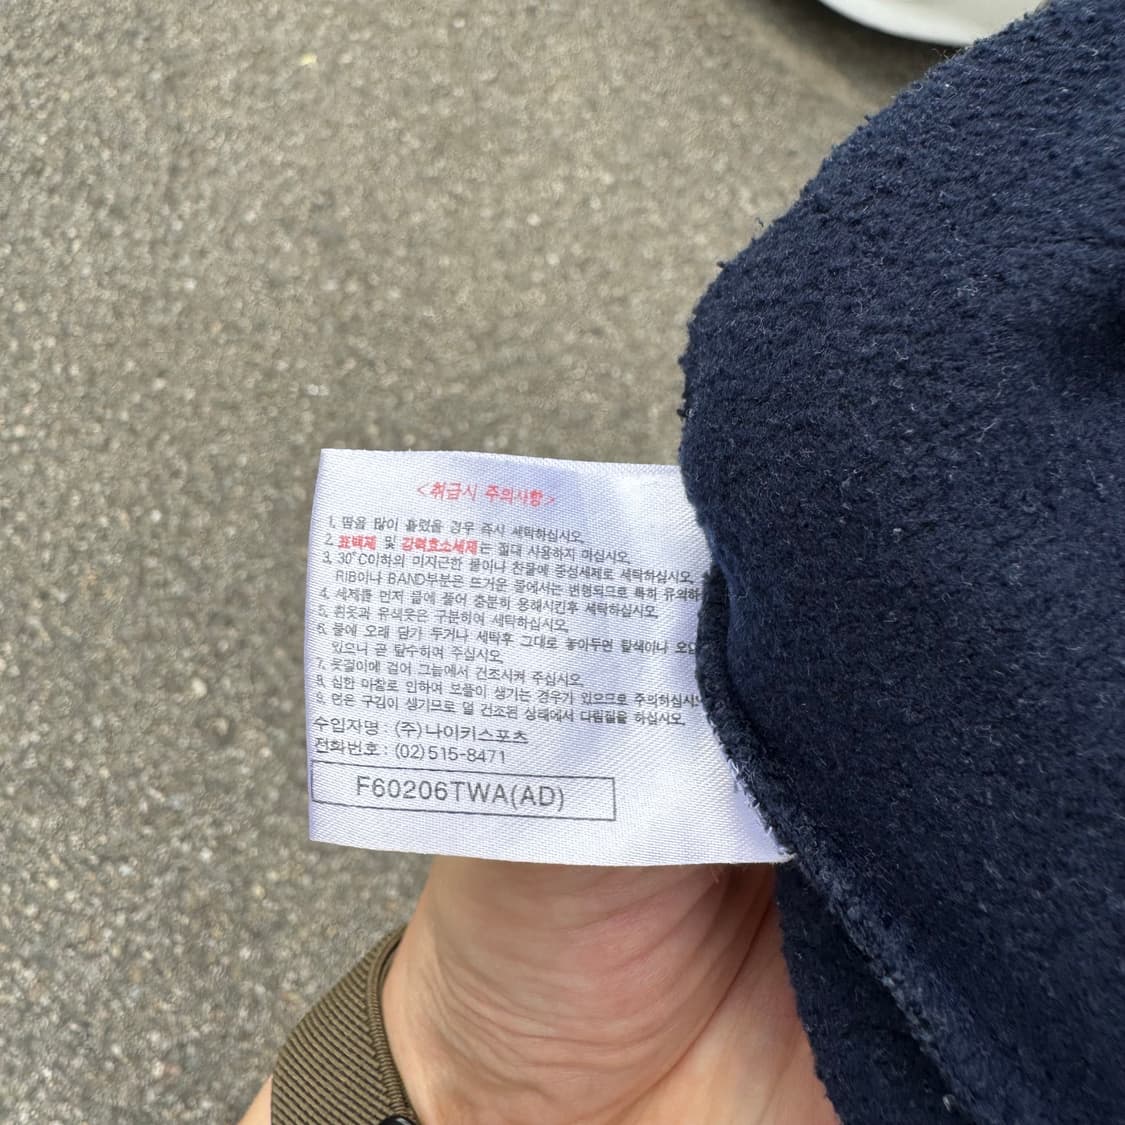 <취급시 주의사항>
1. 땀을 많이 흘렸을 경우 즉시 세탁하십시오.
2. 표백제 및 강력효소세제는 절대 사용하지 마십시오.
3. 30°C이하의 미지근한 물이나 찬물에 중성세제로 세탁하십시오.
RIB이나 BAND부분은 뜨거운 물에서는 변형되므로 특히 유의하
4. 세제를 먼저 물에 풀어 충분히 용해시킨후 세탁하십시오.
5. 흰옷과 유색옷은 구분하여 세탁하십시오.
6. 물에 오래 담가 두거나 세탁후 그대로 놓아두면 탈색이나
있으니 곧 탈수하여 주십시오.
7. 옷걸이에 걸어 그늘에서 건조시켜 주십시오.
8. 심한 마찰로 인하여 보풀이 생기는 경우가 있으므로 주의하십시
9. 면은 구김이 생기므로 덜 건조된 상태에서 다림질을 하십시오.
수입자명 : (주)나이키스포츠
전화번호 : (02)515-8471
F60206TWA(AD)